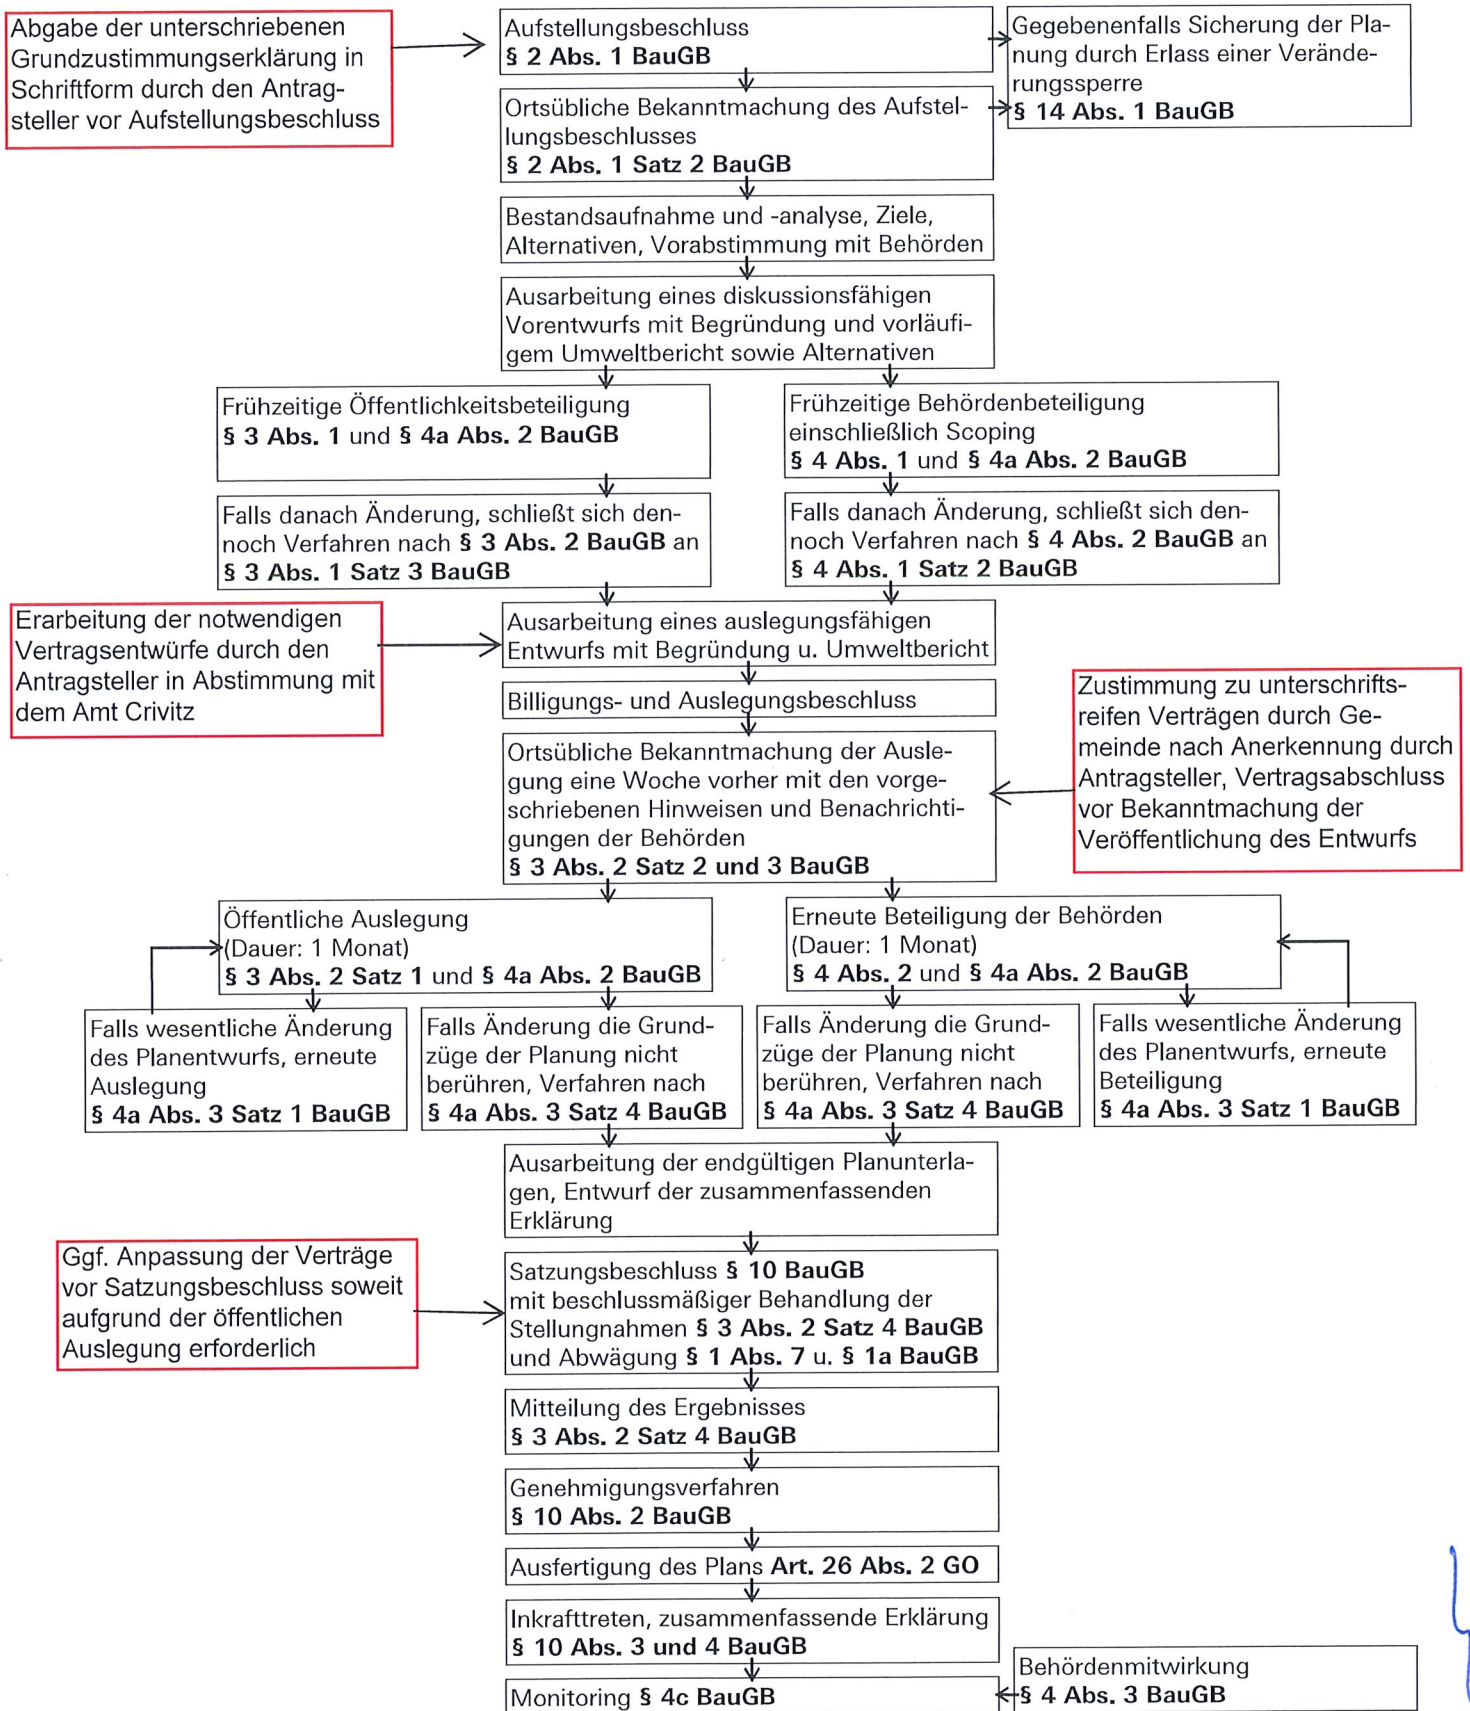 Abgabe der unterschriebenen
Grundzustimmungserklärung in
Schriftform durch den Antrag-
steller vor Aufstellungsbeschluss
Aufstellungsbeschluss
§ 2 Abs. 1 BauGB
Gegebenenfalls Sicherung der Pla-
nung durch Erlass einer Verände-
rungssperre
§ 14 Abs. 1 BauGB
Ortsübliche Bekanntmachung des Aufstel-
lungsbeschlusses
§ 2 Abs. 1 Satz 2 BauGB
Bestandsaufnahme und -analyse, Ziele,
Alternativen, Vorabstimmung mit Behörden
Ausarbeitung eines diskussionsfähigen
Vorentwurfs mit Begründung und vorläufi-
gem Umweltbericht sowie Alternativen
Frühzeitige Öffentlichkeitsbeteiligung
§ 3 Abs. 1 und § 4a Abs. 2 BauGB
Frühzeitige Behördenbeteiligung
einschließlich Scoping
§ 4 Abs. 1 und § 4a Abs. 2 BauGB
Falls danach Änderung, schließt sich den-
noch Verfahren nach § 3 Abs. 2 BauGB an
§ 3 Abs. 1 Satz 3 BauGB
Falls danach Änderung, schließt sich den-
noch Verfahren nach § 4 Abs. 2 BauGB an
§ 4 Abs. 1 Satz 2 BauGB
Erarbeitung der notwendigen
Vertragsentwürfe durch den
Antragsteller in Abstimmung mit
dem Amt Crivitz
Ausarbeitung eines auslegungsfähigen
Entwurfs mit Begründung u. Umweltbericht
Billigungs- und Auslegungsbeschluss
Zustimmung zu unterschrifts-
reifen Verträgen durch Ge-
meinde nach Anerkennung durch
Antragsteller, Vertragsabschluss
vor Bekanntmachung der
Veröffentlichung des Entwurfs
Ortsübliche Bekanntmachung der Ausle-
gung eine Woche vorher mit den vorge-
schriebenen Hinweisen und Benachrichti-
gungen der Behörden
§ 3 Abs. 2 Satz 2 und 3 BauGB
Öffentliche Auslegung
(Dauer: 1 Monat)
§ 3 Abs. 2 Satz 1 und § 4a Abs. 2 BauGB
Erneute Beteiligung der Behörden
(Dauer: 1 Monat)
§ 4 Abs. 2 und § 4a Abs. 2 BauGB
Falls wesentliche Änderung
des Planentwurfs, erneute
Auslegung
§ 4a Abs. 3 Satz 1 BauGB
Falls Änderung die Grund-
züge der Planung nicht
berühren, Verfahren nach
§ 4a Abs. 3 Satz 4 BauGB
Falls Änderung die Grund-
züge der Planung nicht
berühren, Verfahren nach
§ 4a Abs. 3 Satz 4 BauGB
Falls wesentliche Änderung
des Planentwurfs, erneute
Beteiligung
§ 4a Abs. 3 Satz 1 BauGB
Ausarbeitung der endgültigen Planunterla-
gen, Entwurf der zusammenfassenden
Erklärung
Ggf. Anpassung der Verträge
vor Satzungsbeschluss soweit
aufgrund der öffentlichen
Auslegung erforderlich
Satzungsbeschluss § 10 BauGB
mit beschlussmäßiger Behandlung der
Stellungnahmen § 3 Abs. 2 Satz 4 BauGB
und Abwägung § 1 Abs. 7 u. § 1a BauGB
Mitteilung des Ergebnisses
§ 3 Abs. 2 Satz 4 BauGB
Genehmigungsverfahren
§ 10 Abs. 2 BauGB
Ausfertigung des Plans Art. 26 Abs. 2 GO
Inkrafttreten, zusammenfassende Erklärung
§ 10 Abs. 3 und 4 BauGB
Monitoring § 4c BauGB
Behördenmitwirkung
§ 4 Abs. 3 BauGB